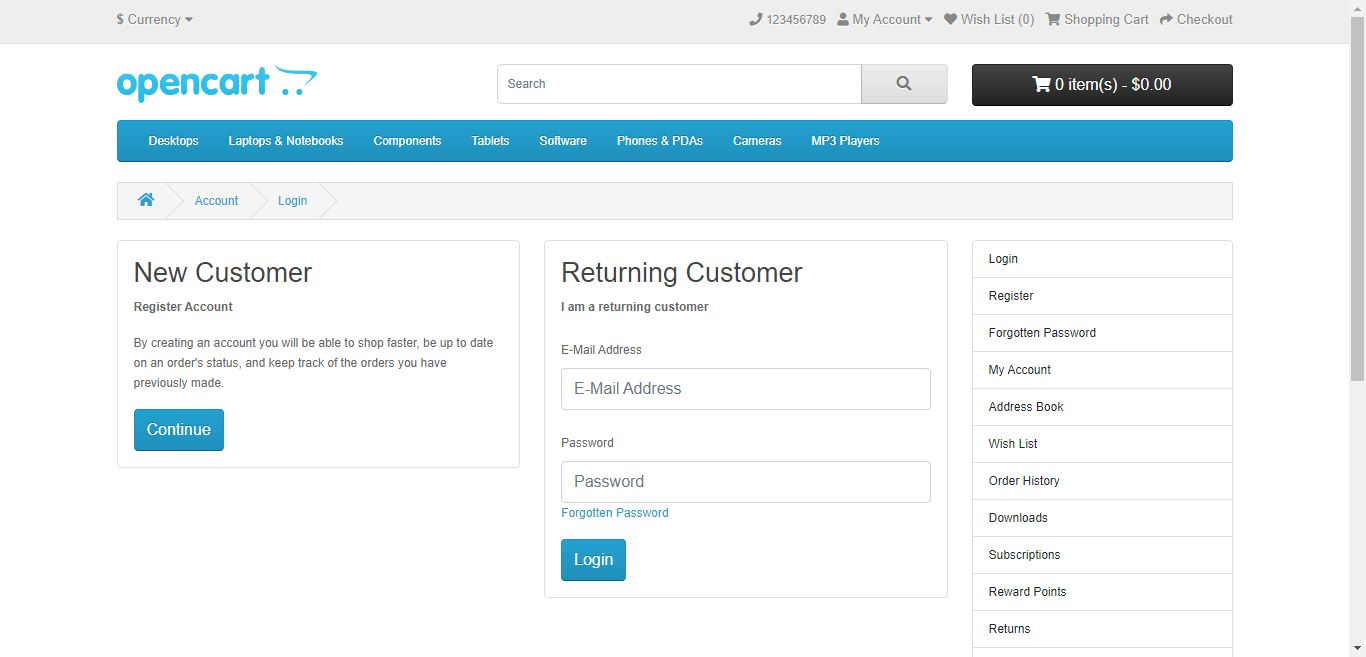 $ Currency
123456789 My Account Wish List (0) Shopping Cart Checkout
opencart
Search
0 item(s) - $0.00
Desktops Laptops & Notebooks Components Tablets Software Phones & PDAs Cameras MP3 Players
Account Login
New Customer
Register Account
By creating an account you will be able to shop faster, be up to date
on an order's status, and keep track of the orders you have
previously made.
Continue
Returning Customer
I am a returning customer
E-Mail Address
E-Mail Address
Password
Password
Forgotten Password
Login
Login
Register
Forgotten Password
My Account
Address Book
Wish List
Order History
Downloads
Subscriptions
Reward Points
Returns